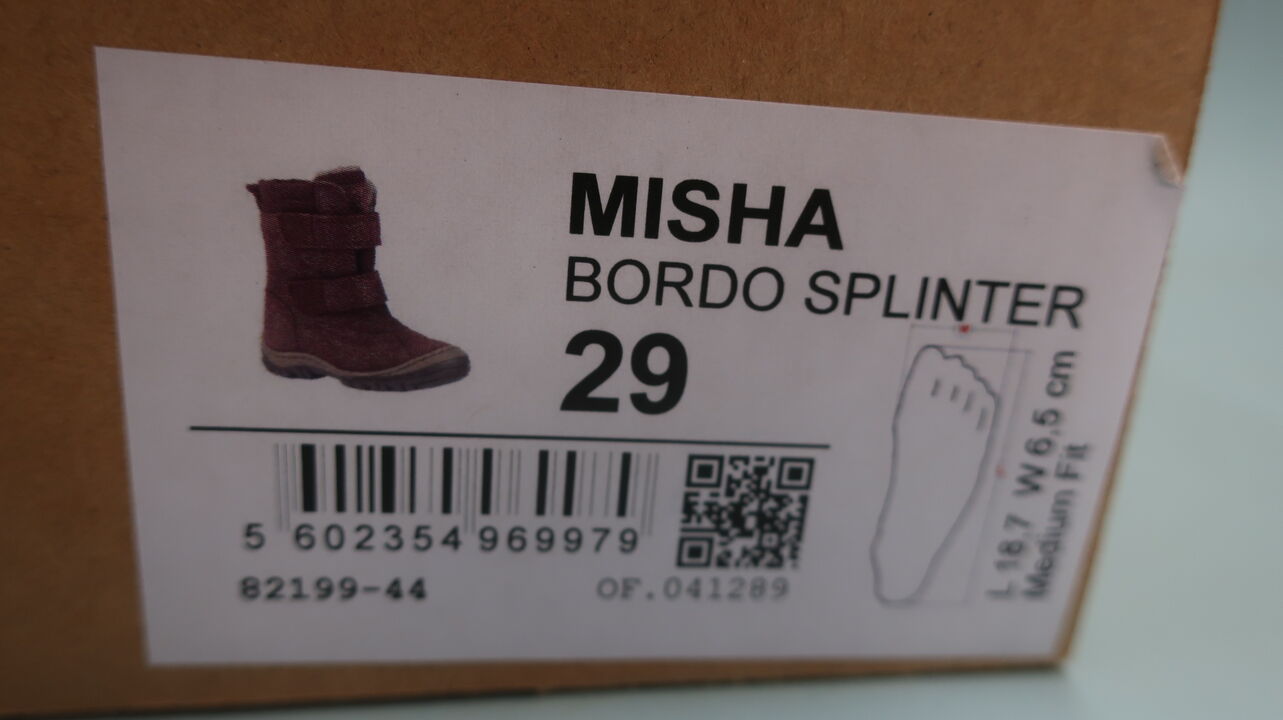 MISHA
BORDO SPLINTER
29
5 602354 969979
82199-44
OF.041289
L 18,7 W 6,5 cm
Medium Fit